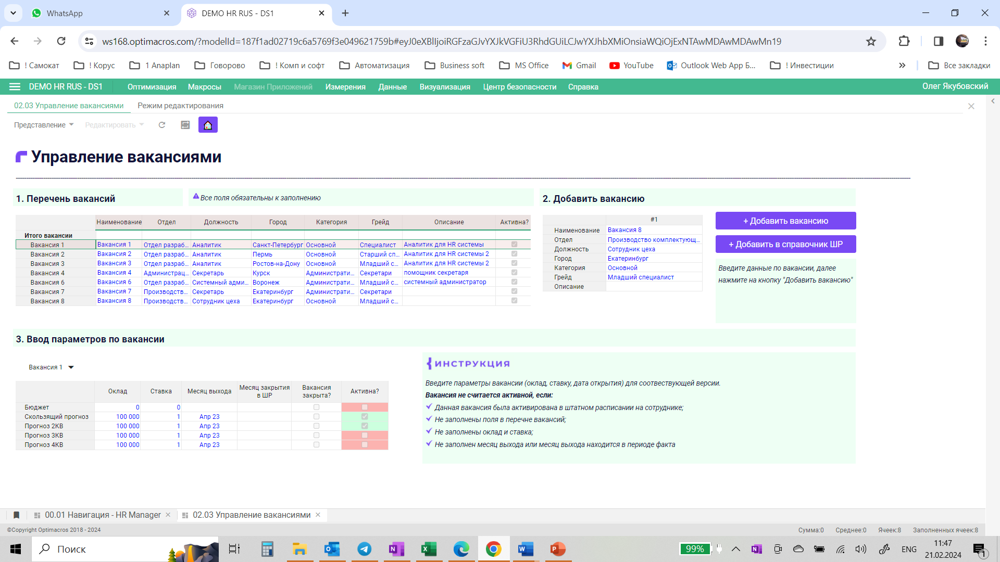 WhatsApp
DEMO HR RUS - DS1
ws168.optimacros.com/?modelId=187f1ad02719c6a5769f3e049621759b#eyJ0eXBlIjoiRGFzaGJvYXJkVGFiU3RhdGUiLCJwYXJhbXMiOnsiaWQiOjExNTAwMDAwMDAwMn19
! Самокат
! Корус
1 Anaplan
Говорово
! Комп и софт
Автоматизация
Business soft
MS Office
Gmail
YouTube
Outlook Web App Б...
! Инвестиции
Все закладки
DEMO HR RUS - DS1
Оптимизация
Макросы
Магазин Приложений
Измерения
Данные
Визуализация
Центр безопасности
Справка
Олег Якубовский
02.03 Управление вакансиями
Режим редактирования
Представление
Редактировать
Управление вакансиями
1. Перечень вакансий
Все поля обязательны к заполнению
Наименование Отдел Должность Город Категория Грейд Описание Активна?
Итого вакансии
Вакансия 1 Вакансия 1 Отдел разраб... Аналитик Санкт-Петербург Основной Специалист Аналитик для HR системы
Вакансия 2 Вакансия 2 Отдел разраб... Аналитик Пермь Основной Старший сп... Аналитик для HR системы 2
Вакансия 3 Вакансия 3 Отдел разраб... Аналитик Ростов-на-Дону Основной Младший с... Аналитик для HR системы 2
Вакансия 4 Вакансия 4 Администрац... Секретарь Курск Администрати... Секретари помощник секретаря
Вакансия 6 Вакансия 6 Отдел разраб... Системный адми... Воронеж Администрати... Младший с... системный администратор
Вакансия 7 Вакансия 7 Производств... Секретарь Екатеринбург Администрати... Секретари
Вакансия 8 Вакансия 8 Производств... Сотрудник цеха Екатеринбург Основной Младший с...
2. Добавить вакансию
#1
Наименование Вакансия 8
Отдел Производство комплектующ...
Должность Сотрудник цеха
Город Екатеринбург
Категория Основной
Грейд Младший специалист
Описание
+ Добавить вакансию
+ Добавить в справочник ШР
Введите данные по вакансии, далее
нажмите на кнопку "Добавить вакансию"
3. Ввод параметров по вакансии
Вакансия 1
Оклад Ставка Месяц выхода Месяц закрытия в ШР Вакансия закрыта? Активна?
Бюджет 0 0
Скользящий прогноз 100 000 1 Апр 23
Прогноз 2КВ 100 000 1 Апр 23
Прогноз 3КВ 100 000 1 Апр 23
Прогноз 4КВ 100 000 1 Апр 23
ИНСТРУКЦИЯ
Введите параметры вакансии (оклад, ставку, дата открытия) для соотвествующей версии.
Вакансия не считается активной, если:
Данная вакансия была активирована в штатном расписании на сотруднике;
Не заполнены поля в перечне вакансий;
Не заполнены оклад и ставка;
Не заполнен месяц выхода или месяц выхода находится в периоде факта
00.01 Навигация - HR Manager
02.03 Управление вакансиями
©Copyright Optimacros 2018 - 2024
Сумма:0 Среднее:0 Ячеек:8 Заполненных ячеек:8
Поиск
99%
ENG
11:47
21.02.2024
1